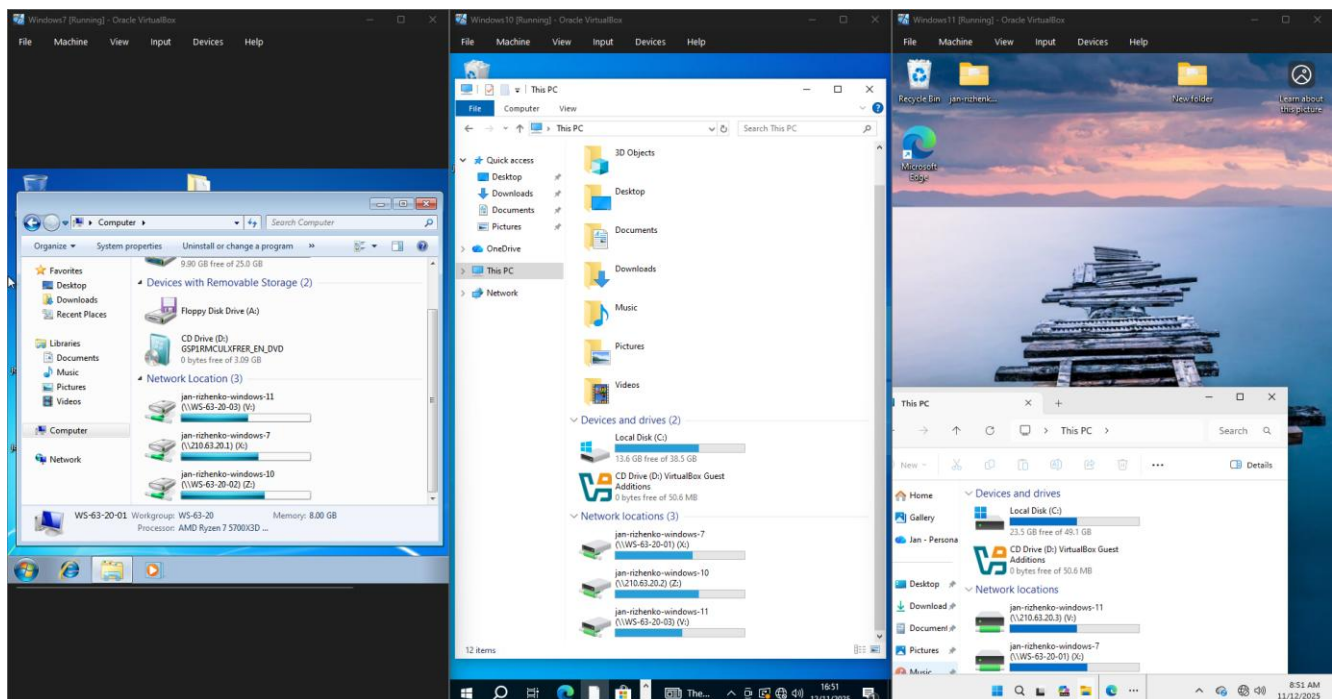 Windows7 [Running] - Oracle VirtualBox
File Machine View Input Devices Help
Computer
Search Computer
Organize System properties Uninstall or change a program »
Favorites
Desktop
Downloads
Recent Places
Libraries
Documents
Music
Pictures
Videos
Computer
Network
9.90 GB free of 25.0 GB
Devices with Removable Storage (2)
Floppy Disk Drive (A:)
CD Drive (D:)
GSP1RMCULXFRER_EN_DVD
0 bytes free of 3.09 GB
Network Location (3)
jan-rizhenko-windows-11
(\\WS-63-20-03) (V:)
jan-rizhenko-windows-7
(\\210.63.20.1) (X:)
jan-rizhenko-windows-10
(\\WS-63-20-02) (Z:)
WS-63-20-01 Workgroup: WS-63-20 Memory: 8.00 GB
Processor: AMD Ryzen 7 5700X3D ...
Windows10 [Running] - Oracle VirtualBox
File Machine View Input Devices Help
This PC
File Computer View
This PC
Search This PC
Quick access
Desktop
Downloads
Documents
Pictures
OneDrive
This PC
Network
3D Objects
Desktop
Documents
Downloads
Music
Pictures
Videos
Devices and drives (2)
Local Disk (C:)
13.6 GB free of 38.5 GB
CD Drive (D:) VirtualBox Guest
Additions
0 bytes free of 50.6 MB
Network locations (3)
jan-rizhenko-windows-7
(\\WS-63-20-01) (X:)
jan-rizhenko-windows-10
(\\210.63.20.2) (Z:)
jan-rizhenko-windows-11
(\\WS-63-20-03) (V:)
12 items
The...
16:51
12/11/2025
Windows11 [Running] - Oracle VirtualBox
File Machine View Input Devices Help
Recycle Bin
jan-rizhenk...
New folder
Learn about
this picture
Microsoft
Edge
This PC
This PC
Search
New
Details
Home
Gallery
Jan - Persona
Desktop
Download
Document
Pictures
Music
Devices and drives
Local Disk (C:)
23.5 GB free of 49.1 GB
CD Drive (D:) VirtualBox Guest
Additions
0 bytes free of 50.6 MB
Network locations
jan-rizhenko-windows-11
(\\210.63.20.3) (V:)
jan-rizhenko-windows-7
(\\WS-63-20-01) (X:)
8:51 AM
11/12/2025